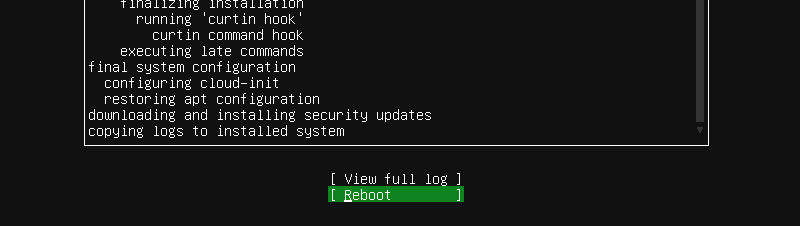 finalizing installation
running 'curtin hook'
curtin command hook
executing late commands
final system configuration
configuring cloud-init
restoring apt configuration
downloading and installing security updates
copying logs to installed system
[ View full log ]
[ Reboot ]